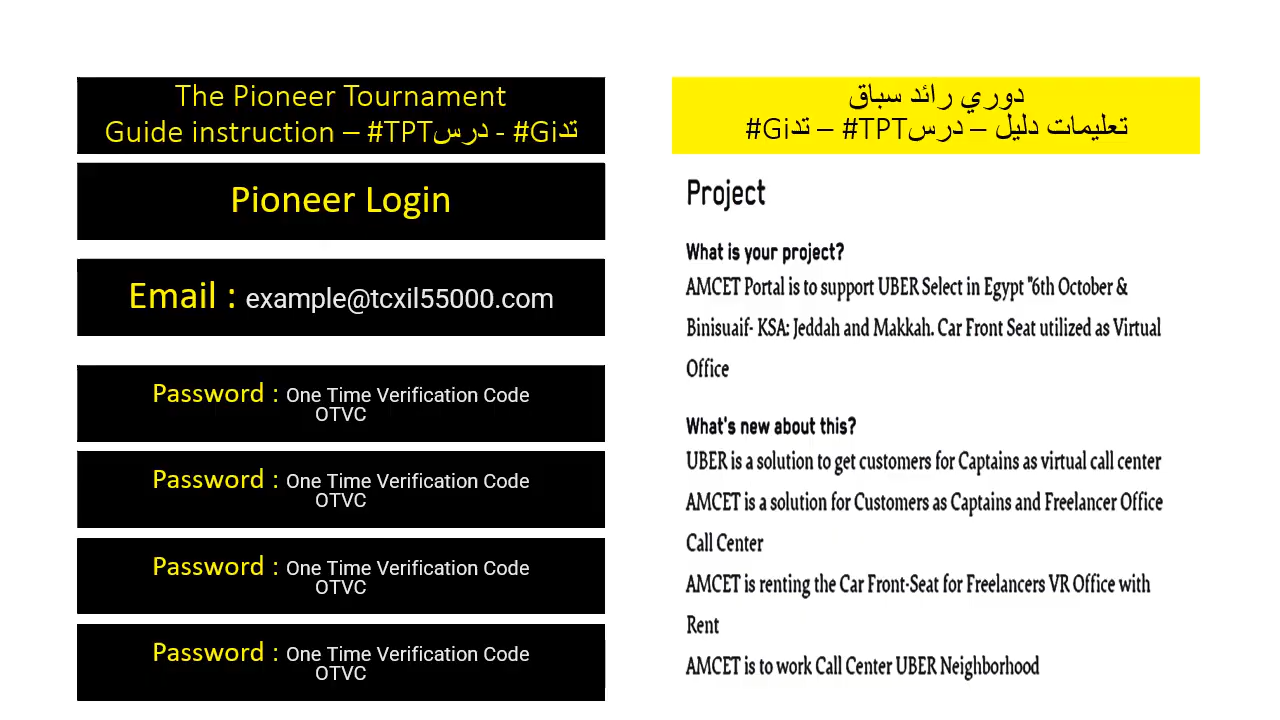 The Pioneer Tournament
Guide instruction – #TPTدرس - #Giتد
Pioneer Login
Email : example@tcxil55000.com
Password : One Time Verification Code
OTVC
Password : One Time Verification Code
OTVC
Password : One Time Verification Code
OTVC
Password : One Time Verification Code
OTVC
دوري رائد سباق
تعليمات دليل – درس#TPT – تد#Gi
Project
What is your project?
AMCET Portal is to support UBER Select in Egypt "6th October &
Binisuaif- KSA: Jeddah and Makkah. Car Front Seat utilized as Virtual
Office
What's new about this?
UBER is a solution to get customers for Captains as virtual call center
AMCET is a solution for Customers as Captains and Freelancer Office
Call Center
AMCET is renting the Car Front-Seat for Freelancers VR Office with
Rent
AMCET is to work Call Center UBER Neighborhood